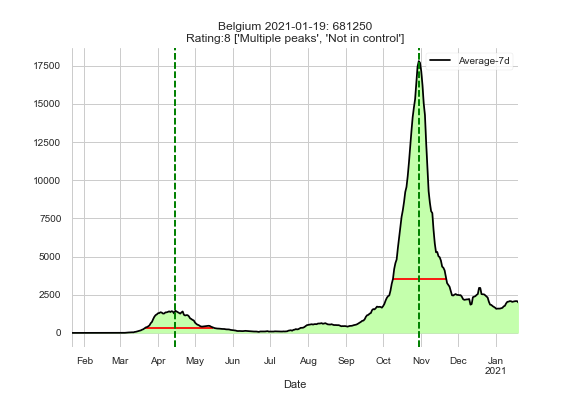 Belgium 2021-01-19: 681250
Rating:8 ['Multiple peaks', 'Not in control']
Average-7d
17500
15000
12500
10000
7500
5000
2500
0
Feb Mar Apr May Jun Jul Aug Sep Oct Nov Dec Jan
2021
Date